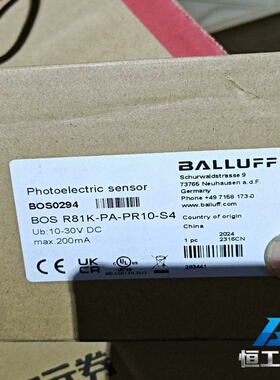 BALLUFF
Schurwaldstrasse 9
73765 Neuhausen a.d.F.
Germany
Phone +49 7158 173-0
www.balluff.com
Photoelectric sensor
BOS0294
BOS R81K-PA-PR10-S4
Ub:10-30V DC
max.200mA
Country of origin
China
2024
1 pc 2316CN
CE
UK
CA
恒工